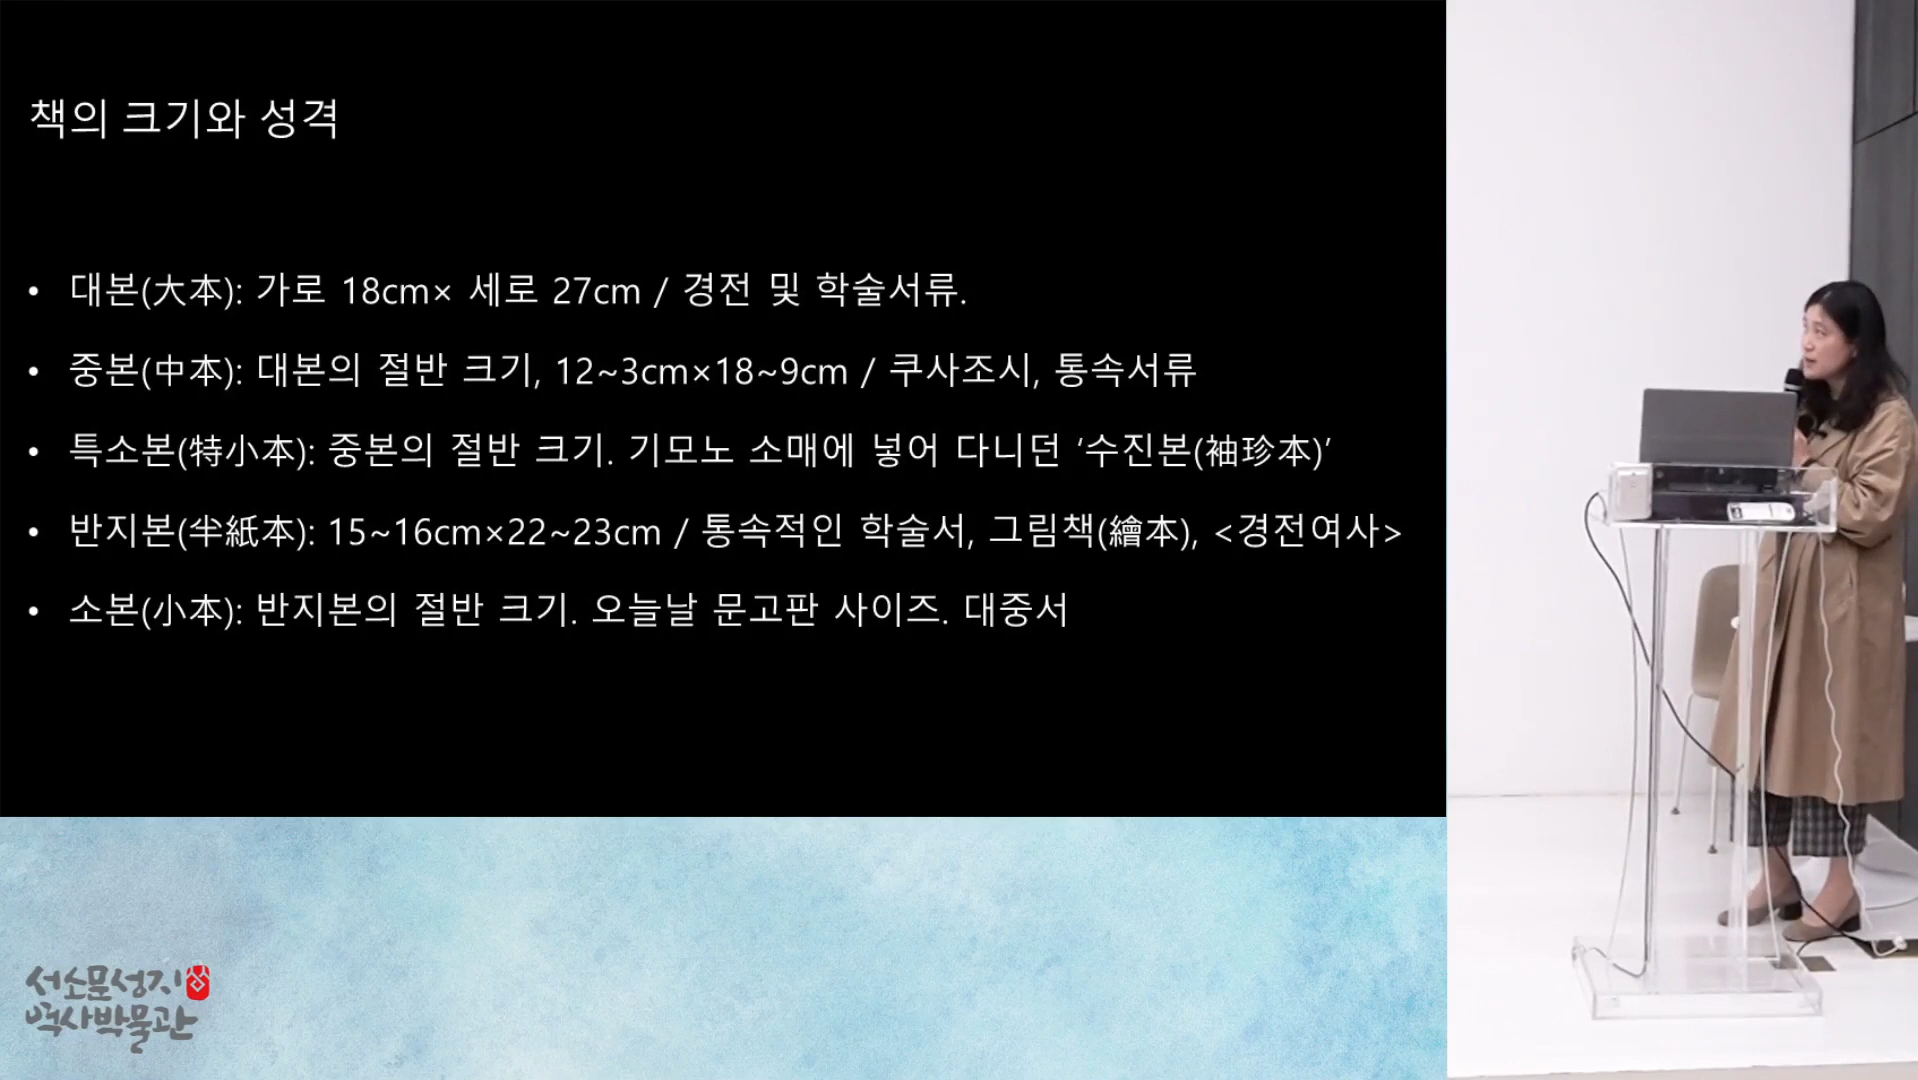 책의 크기와 성격
• 대본(大本): 가로 18cm× 세로 27cm / 경전 및 학술서류.
• 중본(中本): 대본의 절반 크기, 12~3cm×18~9cm / 쿠사조시, 통속서류
• 특소본(特小本): 중본의 절반 크기. 기모노 소매에 넣어 다니던 ‘수진본(袖珍本)’
• 반지본(半紙本): 15~16cm×22~23cm / 통속적인 학술서, 그림책(繪本), <경전여사>
• 소본(小本): 반지본의 절반 크기. 오늘날 문고판 사이즈. 대중서
서소문성지
역사박물관